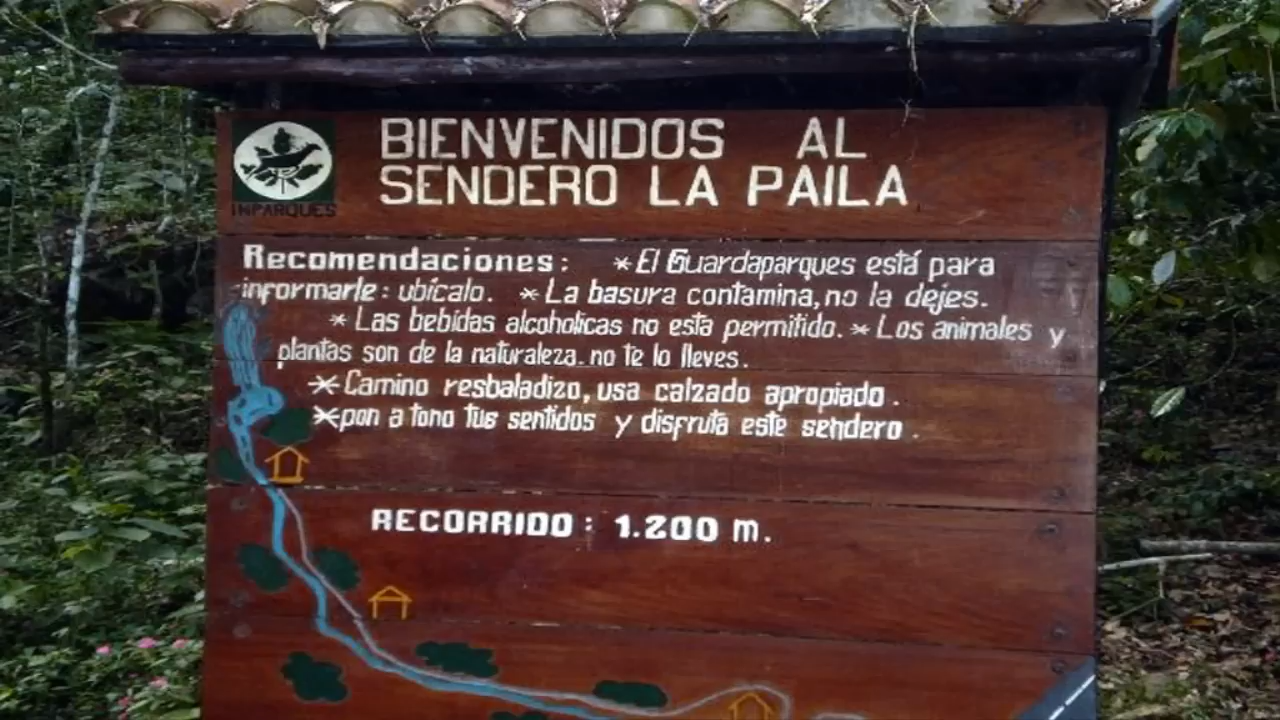 BIENVENIDOS AL
SENDERO LA PAILA
INPARQUES
Recomendaciones: *El Guardaparques está para
informarle: ubícalo. *La basura contamina, no la dejes.
*Las bebidas alcoholicas no esta permitido. *Los animales y
plantas son de la naturaleza. no te lo lleves.
*Camino resbaladizo, usa calzado apropiado.
*pon a tono tus sentidos y disfruta este sendero.
RECORRIDO: 1.200 m.